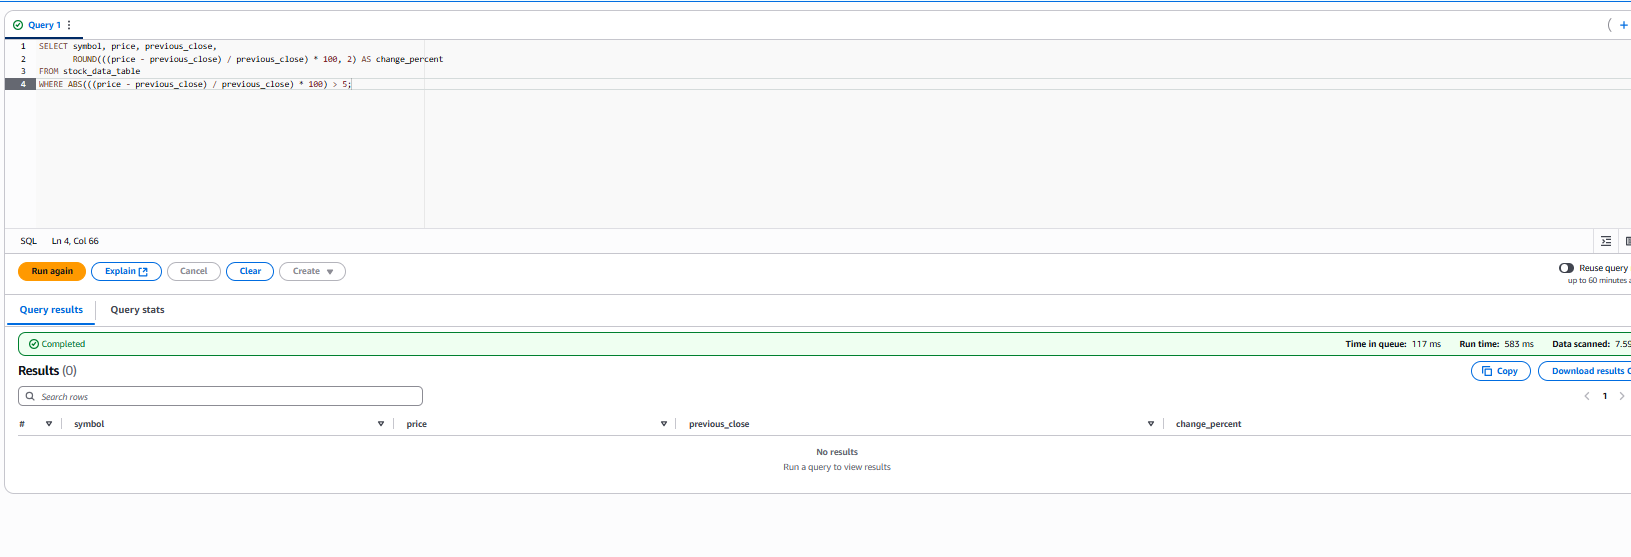 Query 1
1 SELECT symbol, price, previous_close,
2 ROUND(((price - previous_close) / previous_close) * 100, 2) AS change_percent
3 FROM stock_data_table
4 WHERE ABS(((price - previous_close) / previous_close) * 100) > 5;
SQL Ln 4, Col 66
Run again Explain Cancel Clear Create Reuse query
up to 60 minutes a
Query results Query stats
Completed Time in queue: 117 ms Run time: 583 ms Data scanned: 7.59
Results (0) Copy Download results C
Search rows 1
# symbol price previous_close change_percent
No results
Run a query to view results